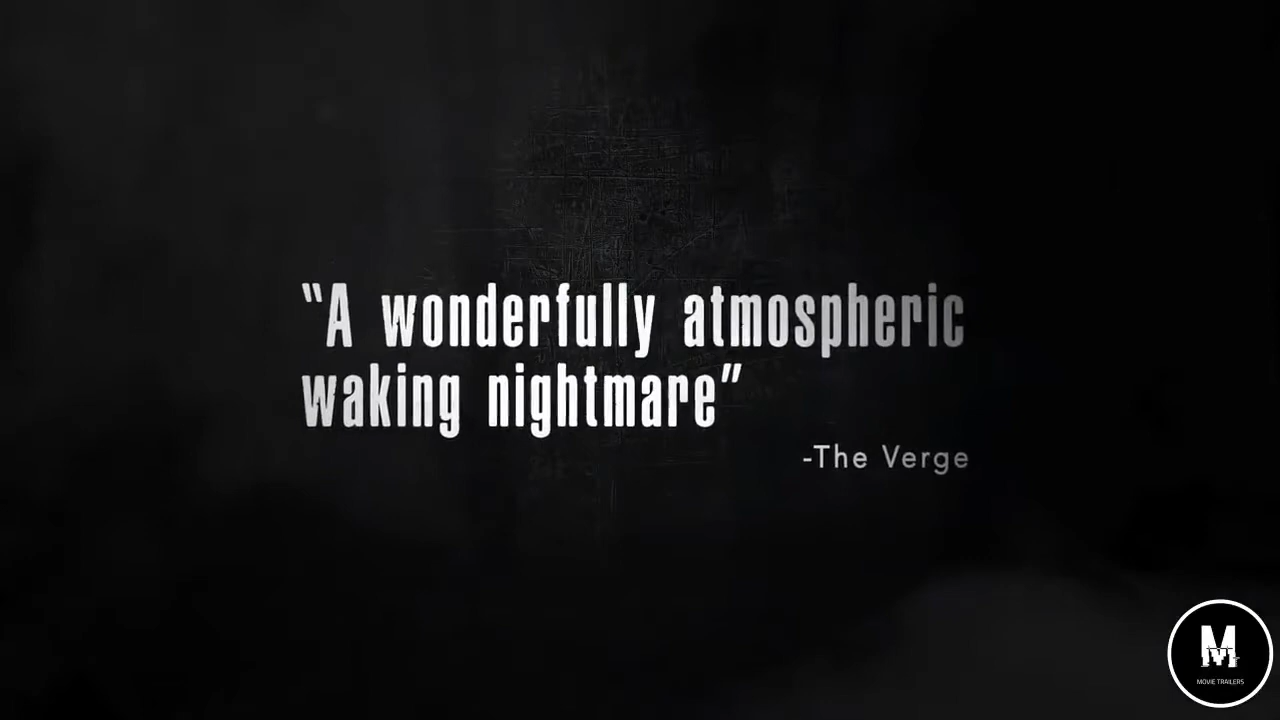 “A wonderfully atmospheric
waking nightmare”
-The Verge
M
MOVIE TRAILERS